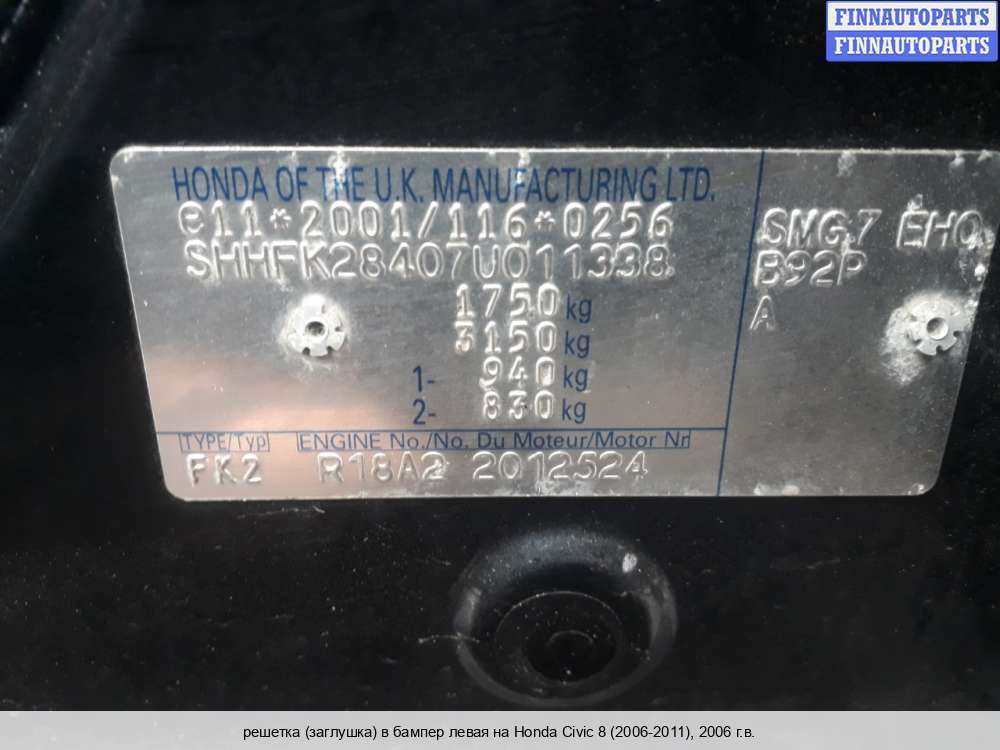 FINNAUTOPARTS
FINNAUTOPARTS
HONDA OF THE U.K. MANUFACTURING LTD.
e11*2001/116*0256
SHHFK28407U011338
1750 kg
3150 kg
1- 940 kg
2- 830 kg
TYPE/Typ ENGINE No./No. Du Moteur/Motor Nr
FK2 R18A2 2012524
SMG7 EHO
B92P
A
решетка (заглушка) в бампер левая на Honda Civic 8 (2006-2011), 2006 г.в.